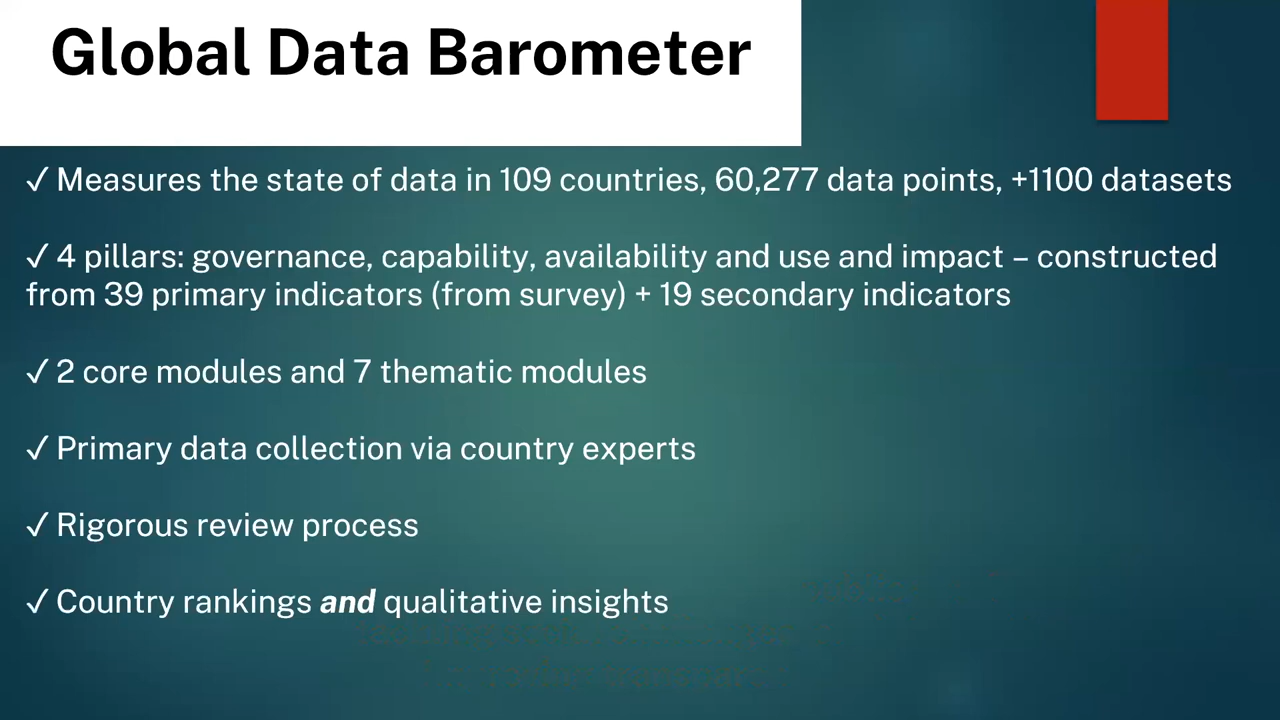 Global Data Barometer
✓ Measures the state of data in 109 countries, 60,277 data points, +1100 datasets
✓ 4 pillars: governance, capability, availability and use and impact – constructed
from 39 primary indicators (from survey) + 19 secondary indicators
✓ 2 core modules and 7 thematic modules
✓ Primary data collection via country experts
✓ Rigorous review process
✓ Country rankings and qualitative insights